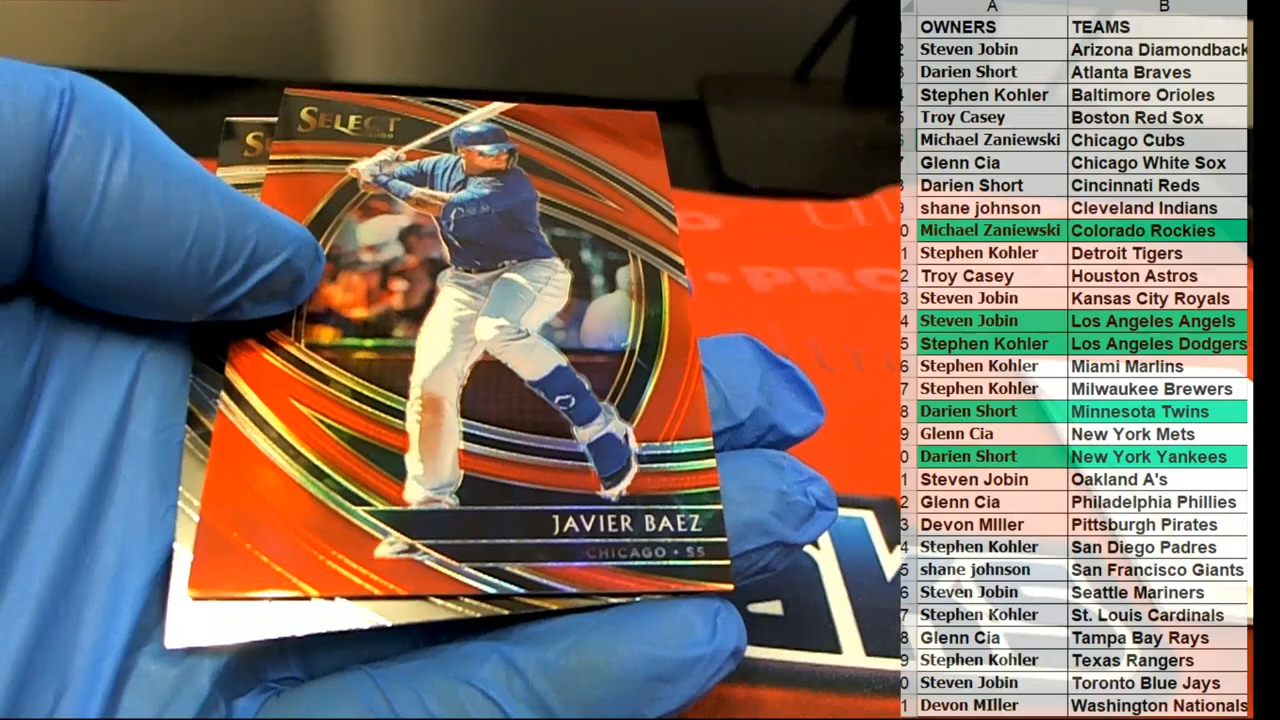 SELECT
JAVIER BAEZ
CHICAGO • SS
A B
OWNERS TEAMS
Steven Jobin Arizona Diamondback
Darien Short Atlanta Braves
Stephen Kohler Baltimore Orioles
Troy Casey Boston Red Sox
Michael Zaniewski Chicago Cubs
Glenn Cia Chicago White Sox
Darien Short Cincinnati Reds
shane johnson Cleveland Indians
Michael Zaniewski Colorado Rockies
Stephen Kohler Detroit Tigers
Troy Casey Houston Astros
Steven Jobin Kansas City Royals
Steven Jobin Los Angeles Angels
Stephen Kohler Los Angeles Dodgers
Stephen Kohler Miami Marlins
Stephen Kohler Milwaukee Brewers
Darien Short Minnesota Twins
Glenn Cia New York Mets
Darien Short New York Yankees
Steven Jobin Oakland A's
Glenn Cia Philadelphia Phillies
Devon MIller Pittsburgh Pirates
Stephen Kohler San Diego Padres
shane johnson San Francisco Giants
Steven Jobin Seattle Mariners
Stephen Kohler St. Louis Cardinals
Glenn Cia Tampa Bay Rays
Stephen Kohler Texas Rangers
Steven Jobin Toronto Blue Jays
Devon MIller Washington Nationals